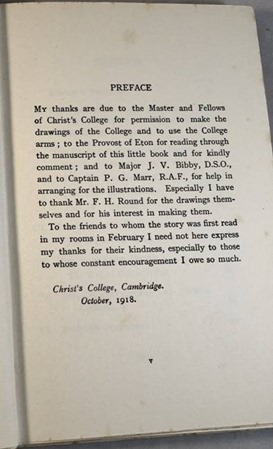 PREFACE
My thanks are due to the Master and Fellows
of Christ's College for permission to make the
drawings of the College and to use the College
arms ; to the Provost of Eton for reading through
the manuscript of this little book and for kindly
comment ; and to Major J. V. Bibby, D.S.O.,
and to Captain P. G. Marr, R.A.F., for help in
arranging for the illustrations. Especially I have
to thank Mr. F. H. Round for the drawings them-
selves and for his interest in making them.
To the friends to whom the story was first read
in my rooms in February I need not here express
my thanks for their kindness, especially to those
to whose constant encouragement I owe so much.
Christ's College, Cambridge.
October, 1918.
v